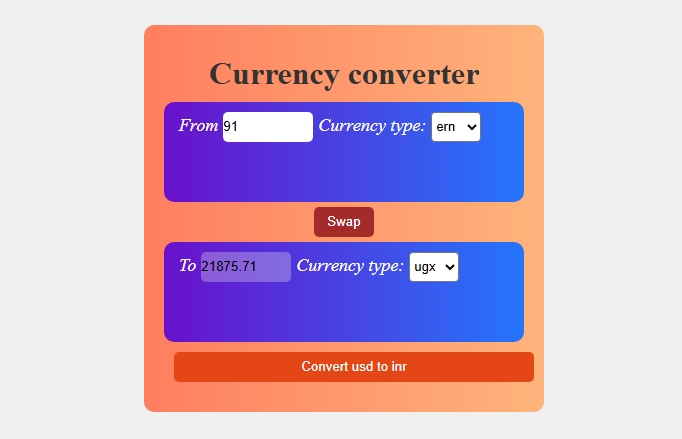 Currency converter
From 91 Currency type: ern
Swap
To 21875.71 Currency type: ugx
Convert usd to inr